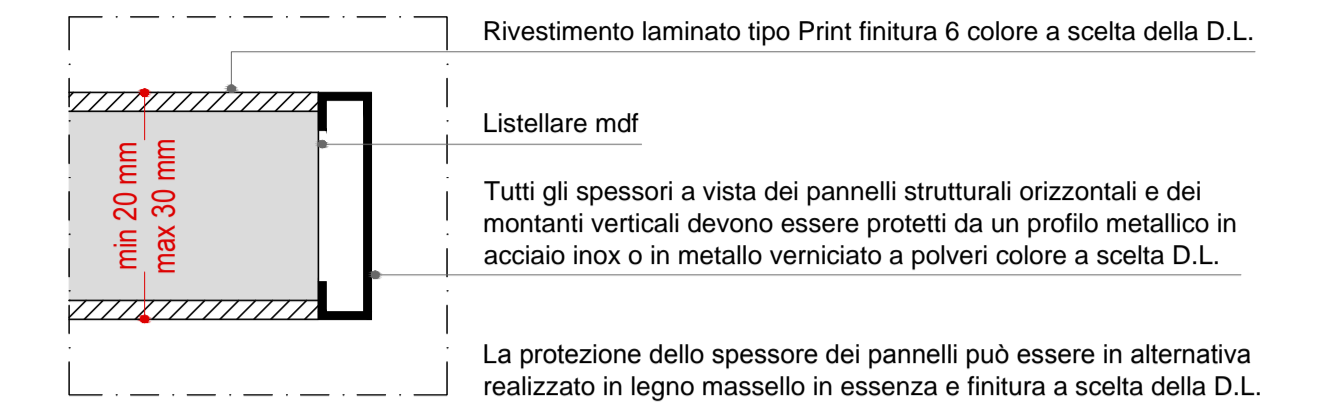 Rivestimento laminato tipo Print finitura 6 colore a scelta della D.L.
Listellare mdf
min 20 mm
max 30 mm
Tutti gli spessori a vista dei pannelli strutturali orizzontali e dei
montanti verticali devono essere protetti da un profilo metallico in
acciaio inox o in metallo verniciato a polveri colore a scelta D.L.
La protezione dello spessore dei pannelli può essere in alternativa
realizzato in legno massello in essenza e finitura a scelta della D.L.